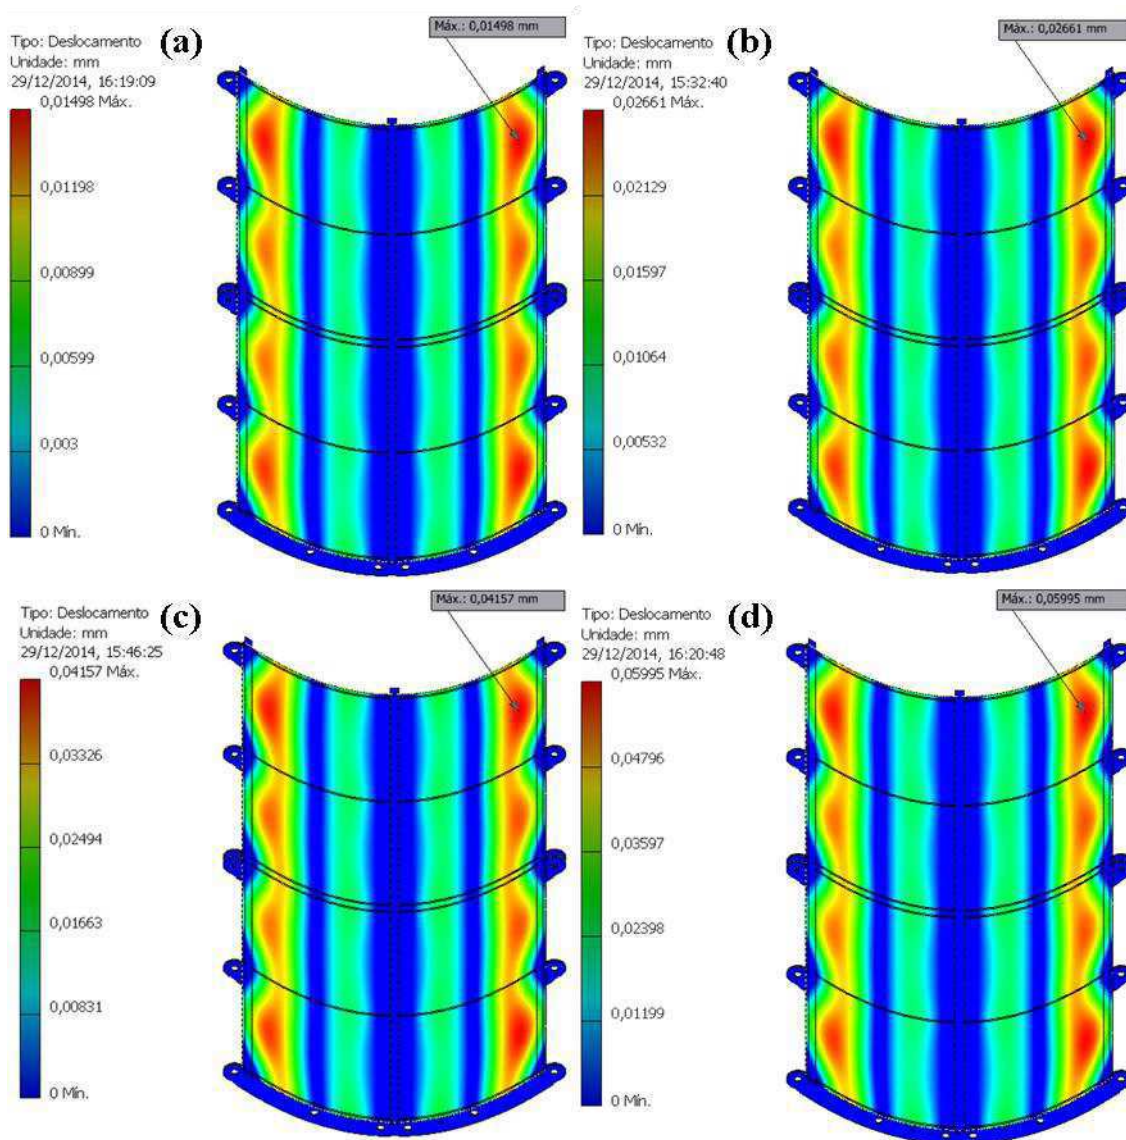 (a)
Máx.: 0,01498 mm
Tipo: Deslocamento
Unidade: mm
29/12/2014, 16:19:09
0,01498 Máx.
0,01198
0,00899
0,00599
0,003
0 Mín.
(b)
Máx.: 0,02661 mm
Tipo: Deslocamento
Unidade: mm
29/12/2014, 15:32:40
0,02661 Máx.
0,02129
0,01597
0,01064
0,00532
0 Mín.
(c)
Máx.: 0,04157 mm
Tipo: Deslocamento
Unidade: mm
29/12/2014, 15:46:25
0,04157 Máx.
0,03326
0,02494
0,01663
0,00831
0 Mín.
(d)
Máx.: 0,05995 mm
Tipo: Deslocamento
Unidade: mm
29/12/2014, 16:20:48
0,05995 Máx.
0,04796
0,03597
0,02398
0,01199
0 Mín.